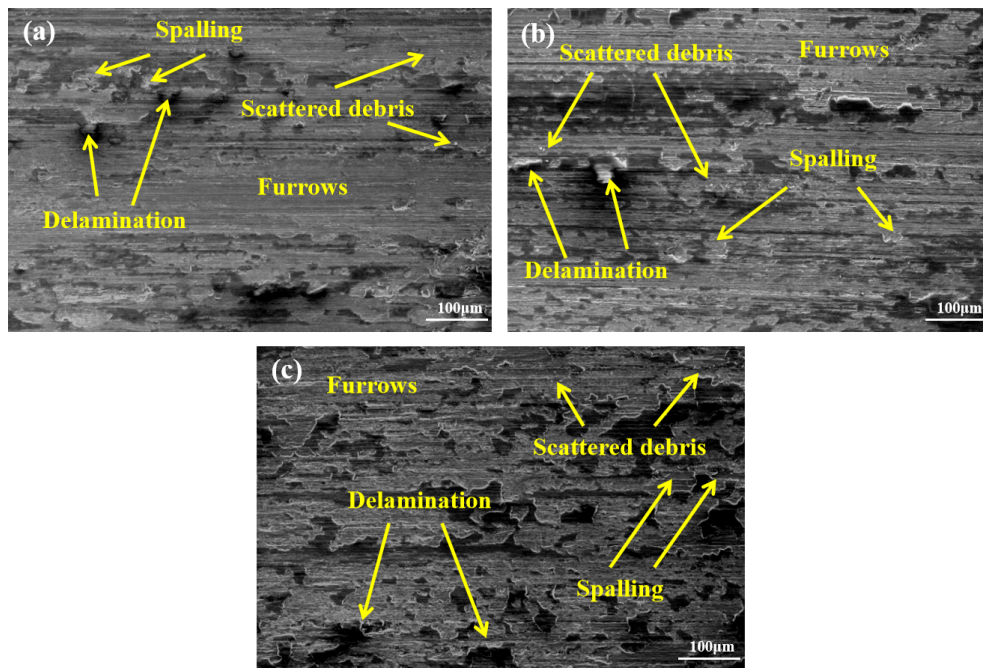 (a)
Spalling
Scattered debris
Furrows
Delamination
100μm
(b)
Furrows
Scattered debris
Spalling
Delamination
100μm
(c)
Furrows
Scattered debris
Delamination
Spalling
100μm